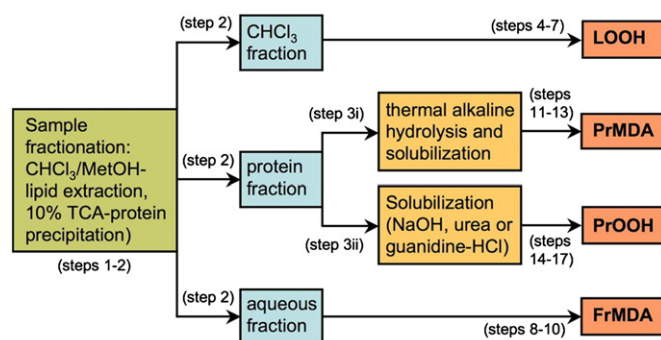 (step 2)
CHCl₃
fraction
(steps 4-7)
LOOH
Sample
fractionation:
CHCl₃/MetOH-
lipid extraction,
10% TCA-protein
precipitation)
(steps 1-2)
(step 2)
protein
fraction
(step 3i)
thermal alkaline
hydrolysis and
solubilization
(steps
11-13)
PrMDA
(step 3ii)
Solubilization
(NaOH, urea or
guanidine-HCl)
(steps
14-17)
PrOOH
(step 2)
aqueous
fraction
(steps 8-10)
FrMDA